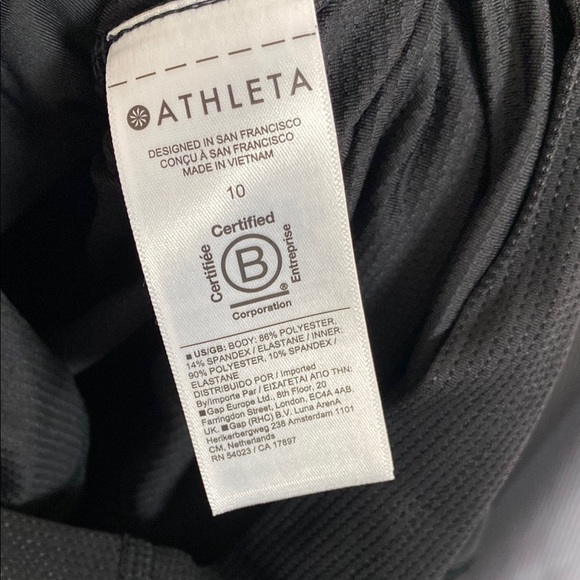 ATHLETA
DESIGNED IN SAN FRANCISCO
CONÇU À SAN FRANCISCO
MADE IN VIETNAM
10
Certified
Certifiée
B
Entreprise
®
Corporation
■ US/GB: BODY: 86% POLYESTER,
14% SPANDEX / ELASTANE / INNER:
90% POLYESTER, 10% SPANDEX /
ELASTANE
DISTRIBUIDO POR / Imported
By/Importe Par / ΕΙΣΑΓΕΤΑΙ ΑΠΟ ΤΗΝ:
■Gap Europe Ltd., 8th Floor, 20
Farringdon Street, London, EC4A 4AB.
UK. ■Gap (RHC) B.V. Luna ArenA
Herikerbergweg 238 Amsterdam 1101
CM, Netherlands
RN 54023 / CA 17897